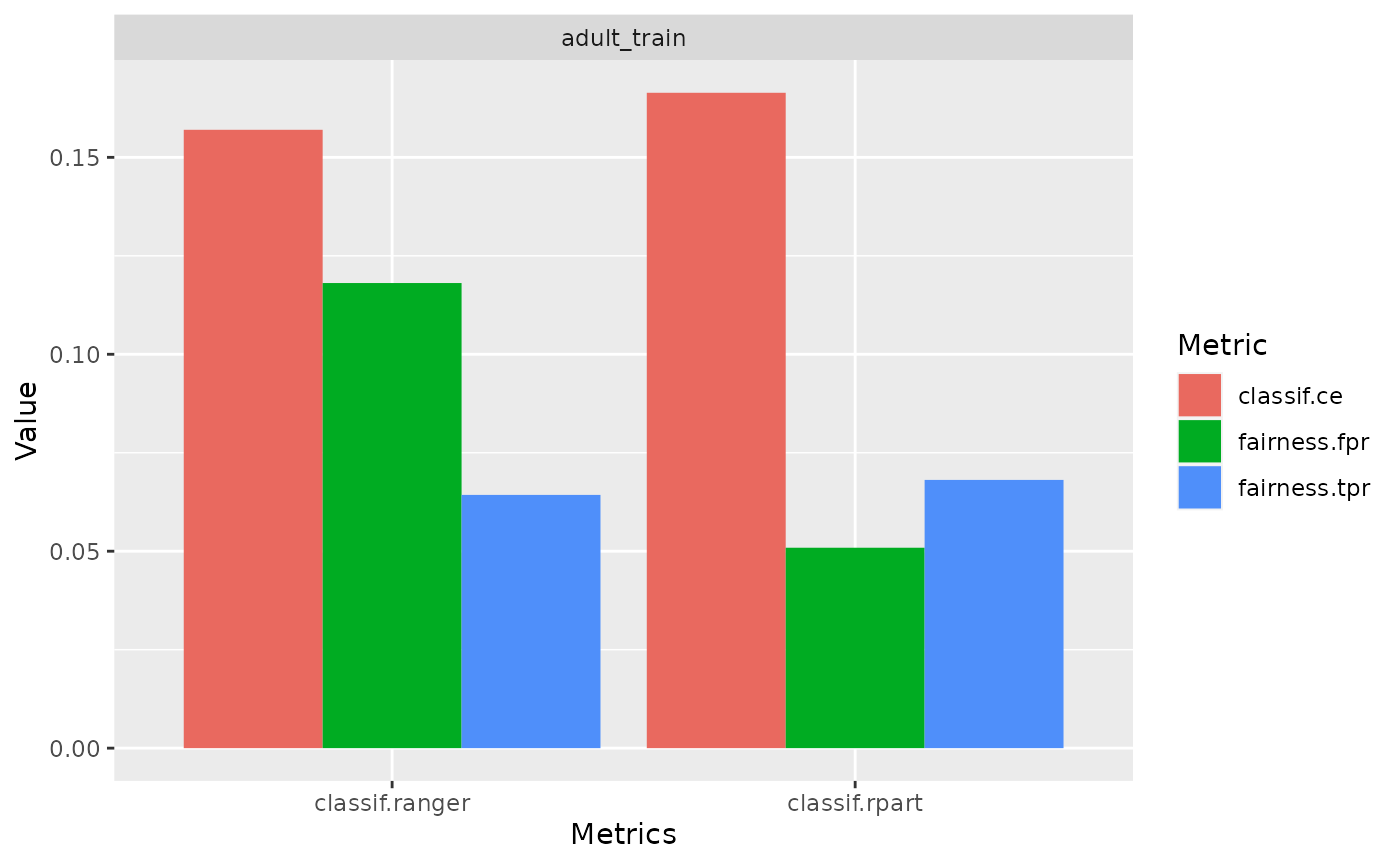 adult_train
0.15
0.10
0.05
0.00
Value
classif.ranger
classif.rpart
Metrics
Metric
classif.ce
fairness.fpr
fairness.tpr